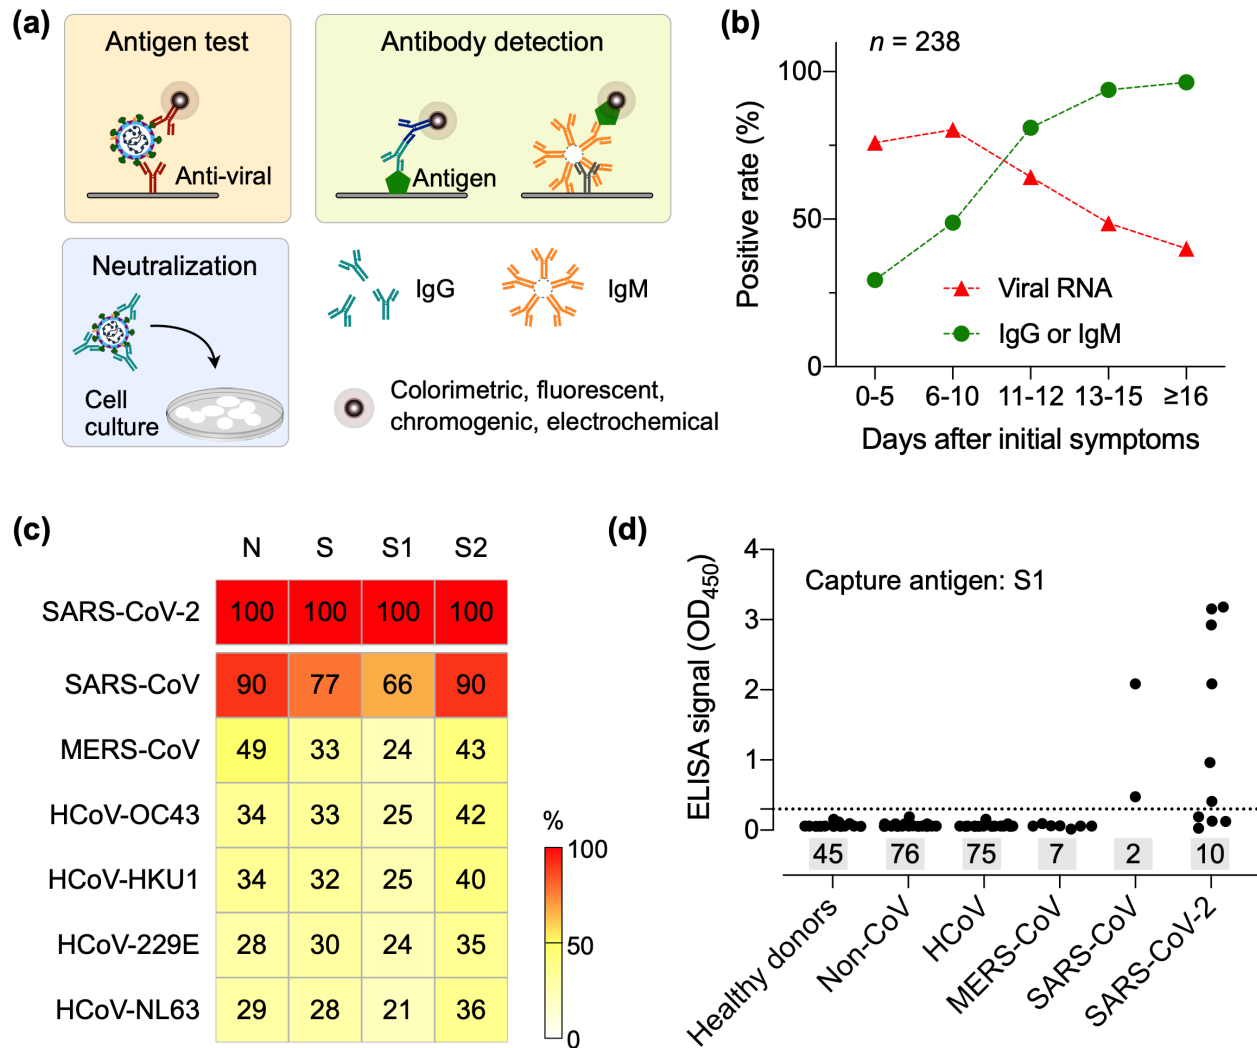 (a)
Antigen test
Anti-viral
Antibody detection
Antigen
Neutralization
Cell
culture
IgG
IgM
Colorimetric, fluorescent,
chromogenic, electrochemical
(b)
n = 238
Positive rate (%)
100
50
0
Viral RNA
IgG or IgM
0-5 6-10 11-12 13-15 ≥16
Days after initial symptoms
(c)
N S S1 S2
SARS-CoV-2 100 100 100 100
SARS-CoV 90 77 66 90
MERS-CoV 49 33 24 43
HCoV-OC43 34 33 25 42
HCoV-HKU1 34 32 25 40
HCoV-229E 28 30 24 35
HCoV-NL63 29 28 21 36
%
100
50
0
(d)
ELISA signal (OD450)
4
3
2
1
0
Capture antigen: S1
45 76 75 7 2 10
Healthy donors
Non-CoV
HCoV
MERS-CoV
SARS-CoV
SARS-CoV-2